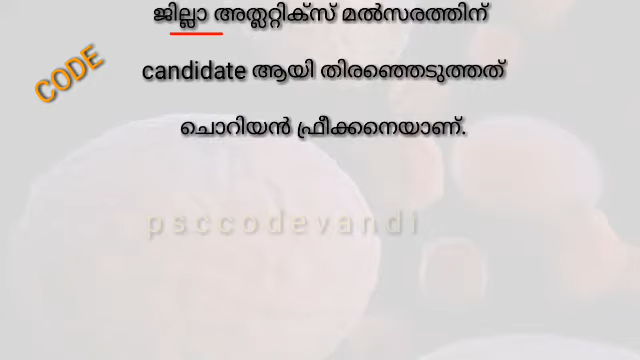 ജില്ലാ അത്ലറ്റിക്സ് മൽസരത്തിന്
CODE
candidate ആയി തിരഞ്ഞെടുത്തത്
ചൊറിയൻ ഫ്രീക്കനെയാണ്.
psccodevandi